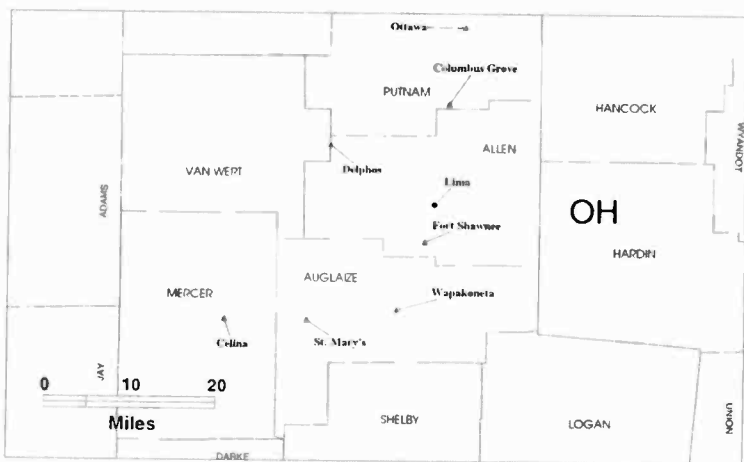 Ottawa
Columbus Grove
PUTNAM
HANCOCK
WYANDOT
ALLEN
Delphos
VAN WERT
Lima
ADAMS
OH
Fort Shawnee
HARDIN
AUGLAIZE
MERCER
Wapakoneta
Celina
St. Mary's
JAY
0 10 20
Miles
SHELBY
LOGAN
UNION
DARKE